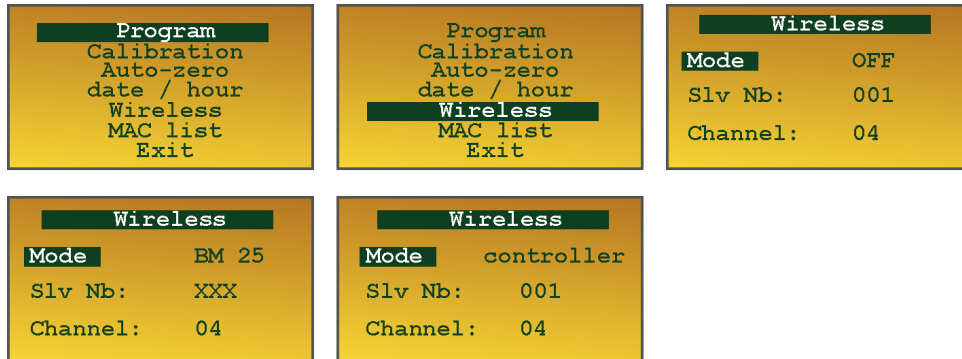 Program
Calibration
Auto-zero
date / hour
Wireless
MAC list
Exit
Program
Calibration
Auto-zero
date / hour
Wireless
MAC list
Exit
Wireless
Mode OFF
Slv Nb: 001
Channel: 04
Wireless
Mode BM 25
Slv Nb: XXX
Channel: 04
Wireless
Mode controller
Slv Nb: 001
Channel: 04